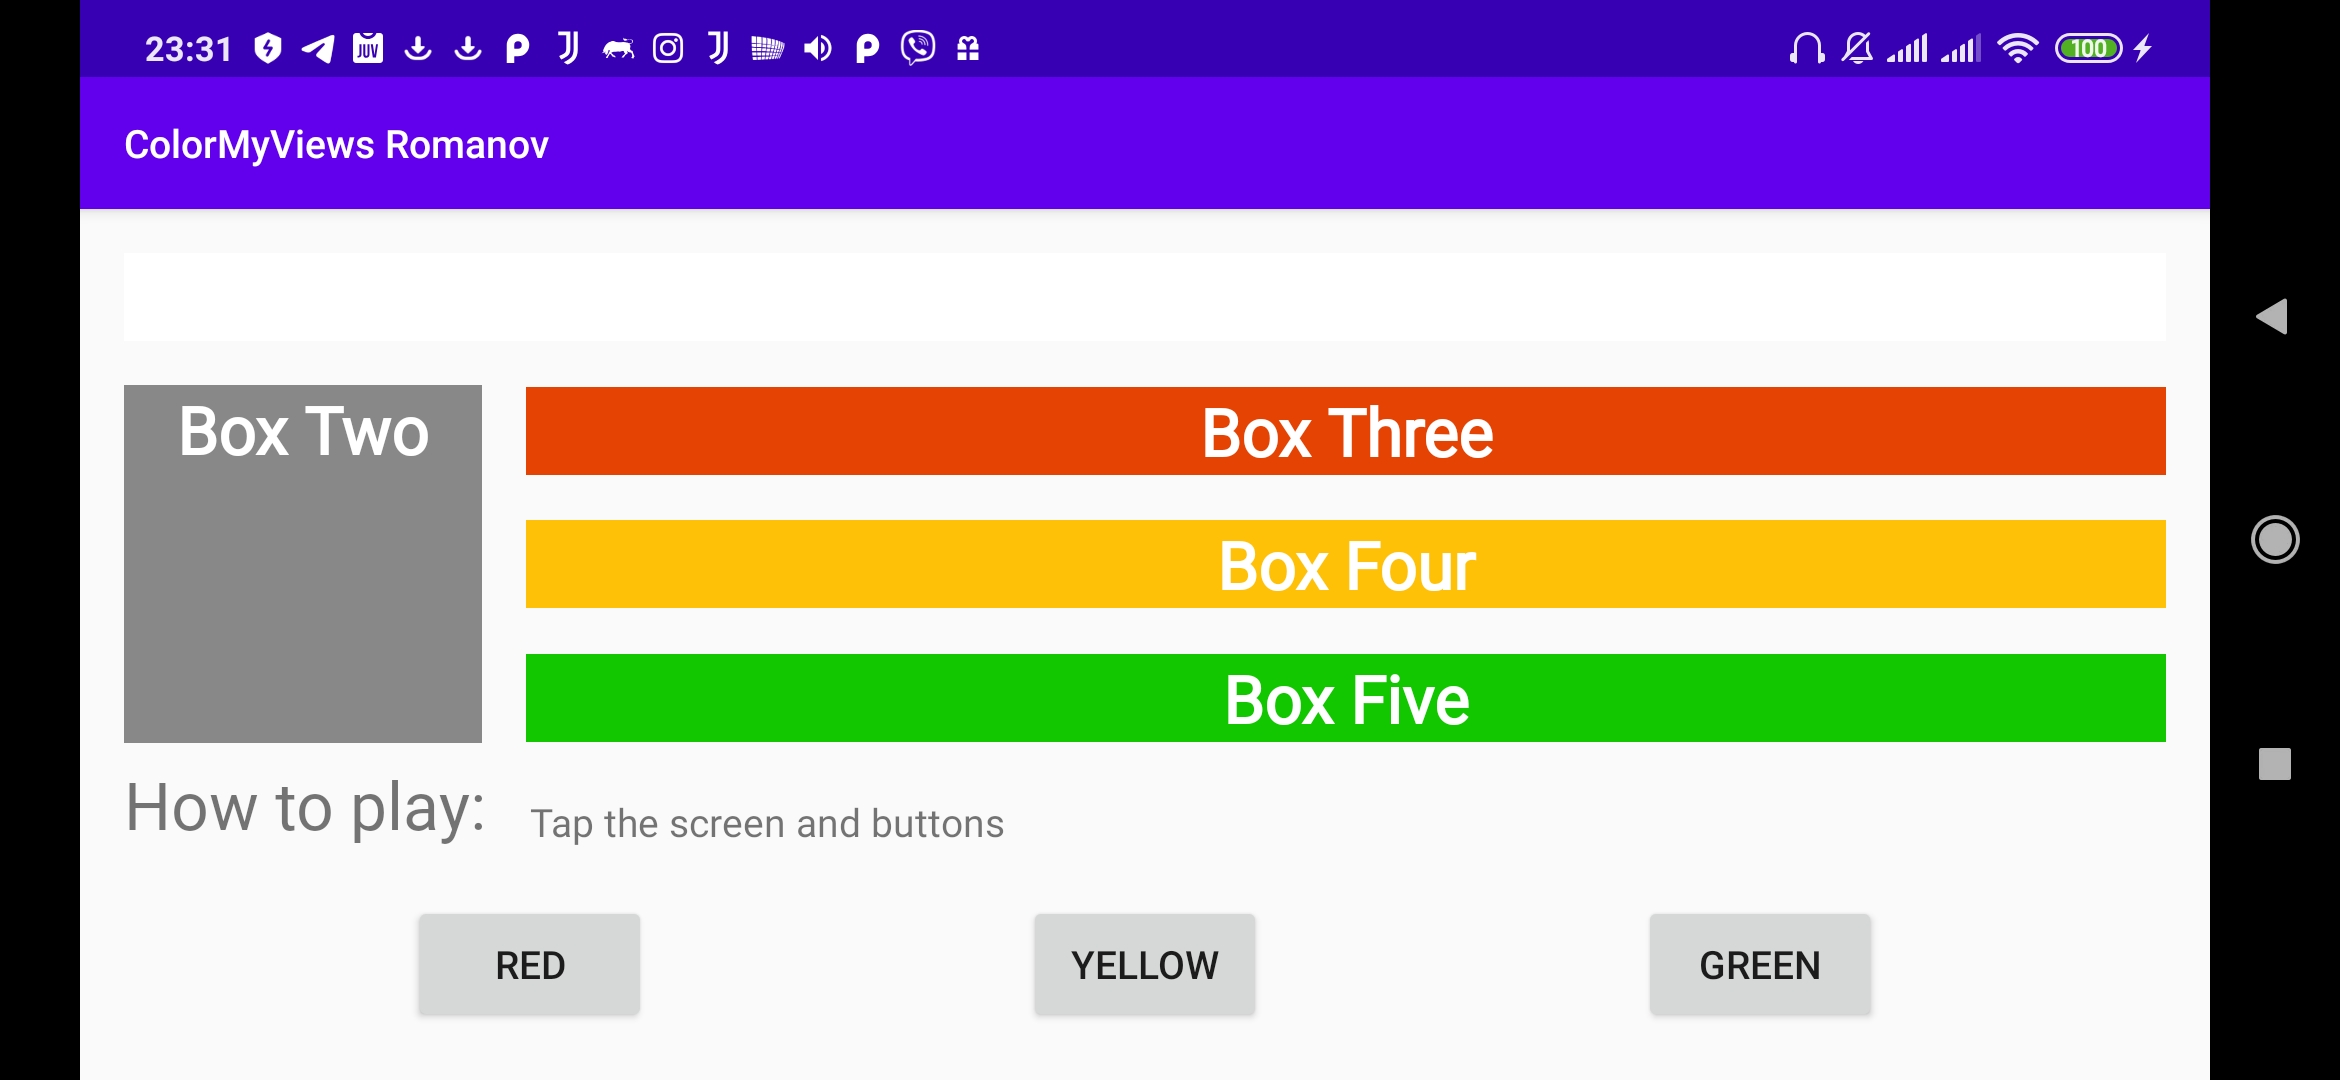 23:31 JUV 100
ColorMyViews Romanov
Box Two
Box Three
Box Four
Box Five
How to play: Tap the screen and buttons
RED YELLOW GREEN